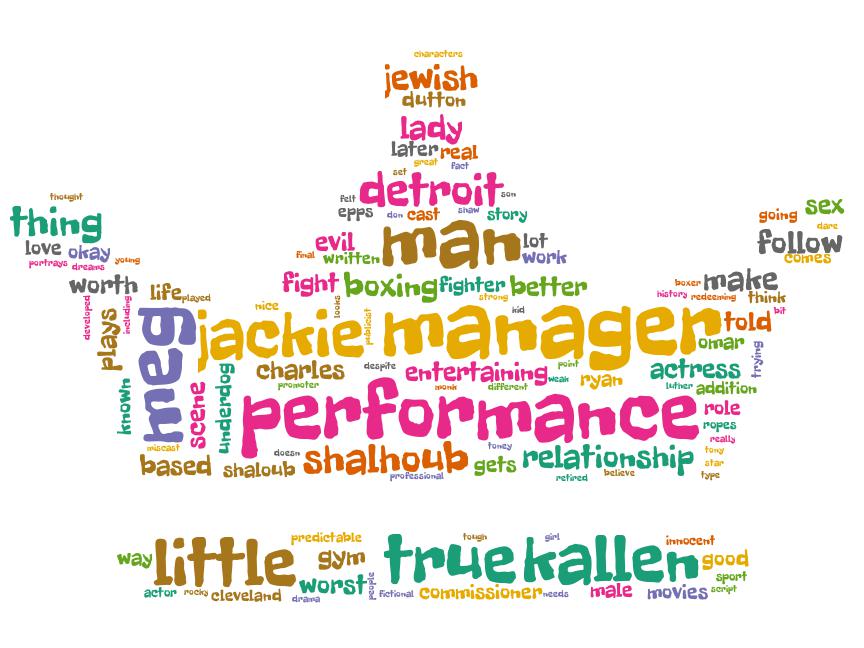 characters
jewish
dutton
lady
later real
great
set fact
detroit
felt son
epps don cast shaw story
thought
thing
love okay
portrays dreams young
worth
sex
going dare
follow
comes
man
evil lot
final written work
fight boxing fighter better
strong
boxer make
history redeeming think
bit
life played
nice looks kid
developed including
plays
meg
jackie manager
publicist
told
omar
trying
charles despite entertaining point
weak
ryan
actress
promoter monk different
luther addition
known
scene
underdog
performance
role
ropes
really
miscast
based shaloub doesn shalhoub toney gets relationship
professional retired believe
tony
star
type
predictable tough girl innocent
way little gym true kallen good
worst people sport
actor rocky cleveland drama fictional commissioner needs male movies script